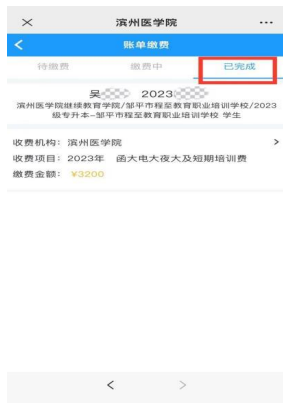 滨州医学院
账单缴费
待缴费 缴费中 已完成
吴 2023
滨州医学院继续教育学院/邹平市程至教育职业培训学校/2023
级专升本-邹平市程至教育职业培训学校 学生
收费机构: 滨州医学院
收费项目: 2023年 函大电大夜大及短期培训费
缴费金额: ¥3200